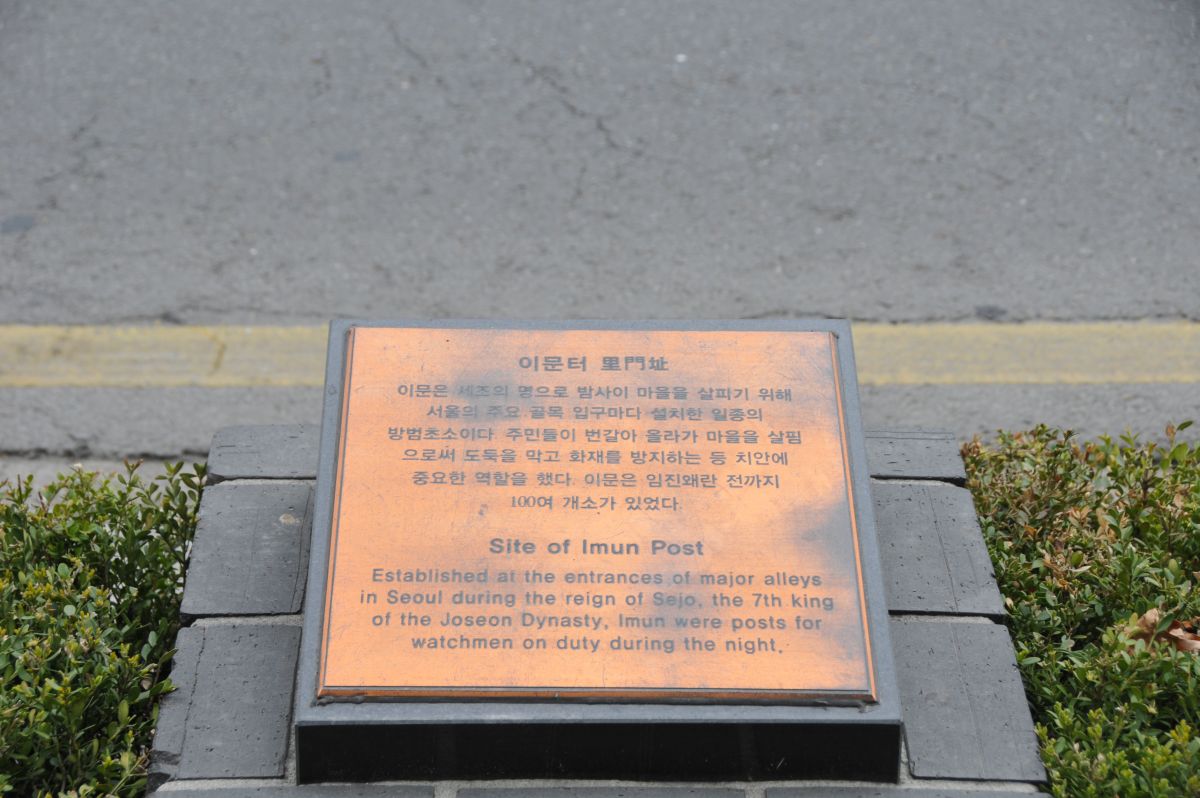 이문터 里門址
이문은 세조의 명으로 밤사이 마을을 살피기 위해
서울의 주요 골목 입구마다 설치한 일종의
방범초소이다. 주민들이 번갈아 올라가 마을을 살핌
으로써 도둑을 막고 화재를 방지하는 등 치안에
중요한 역할을 했다. 이문은 임진왜란 전까지
100여 개소가 있었다.
Site of Imun Post
Established at the entrances of major alleys
in Seoul during the reign of Sejo, the 7th king
of the Joseon Dynasty, Imun were posts for
watchmen on duty during the night.